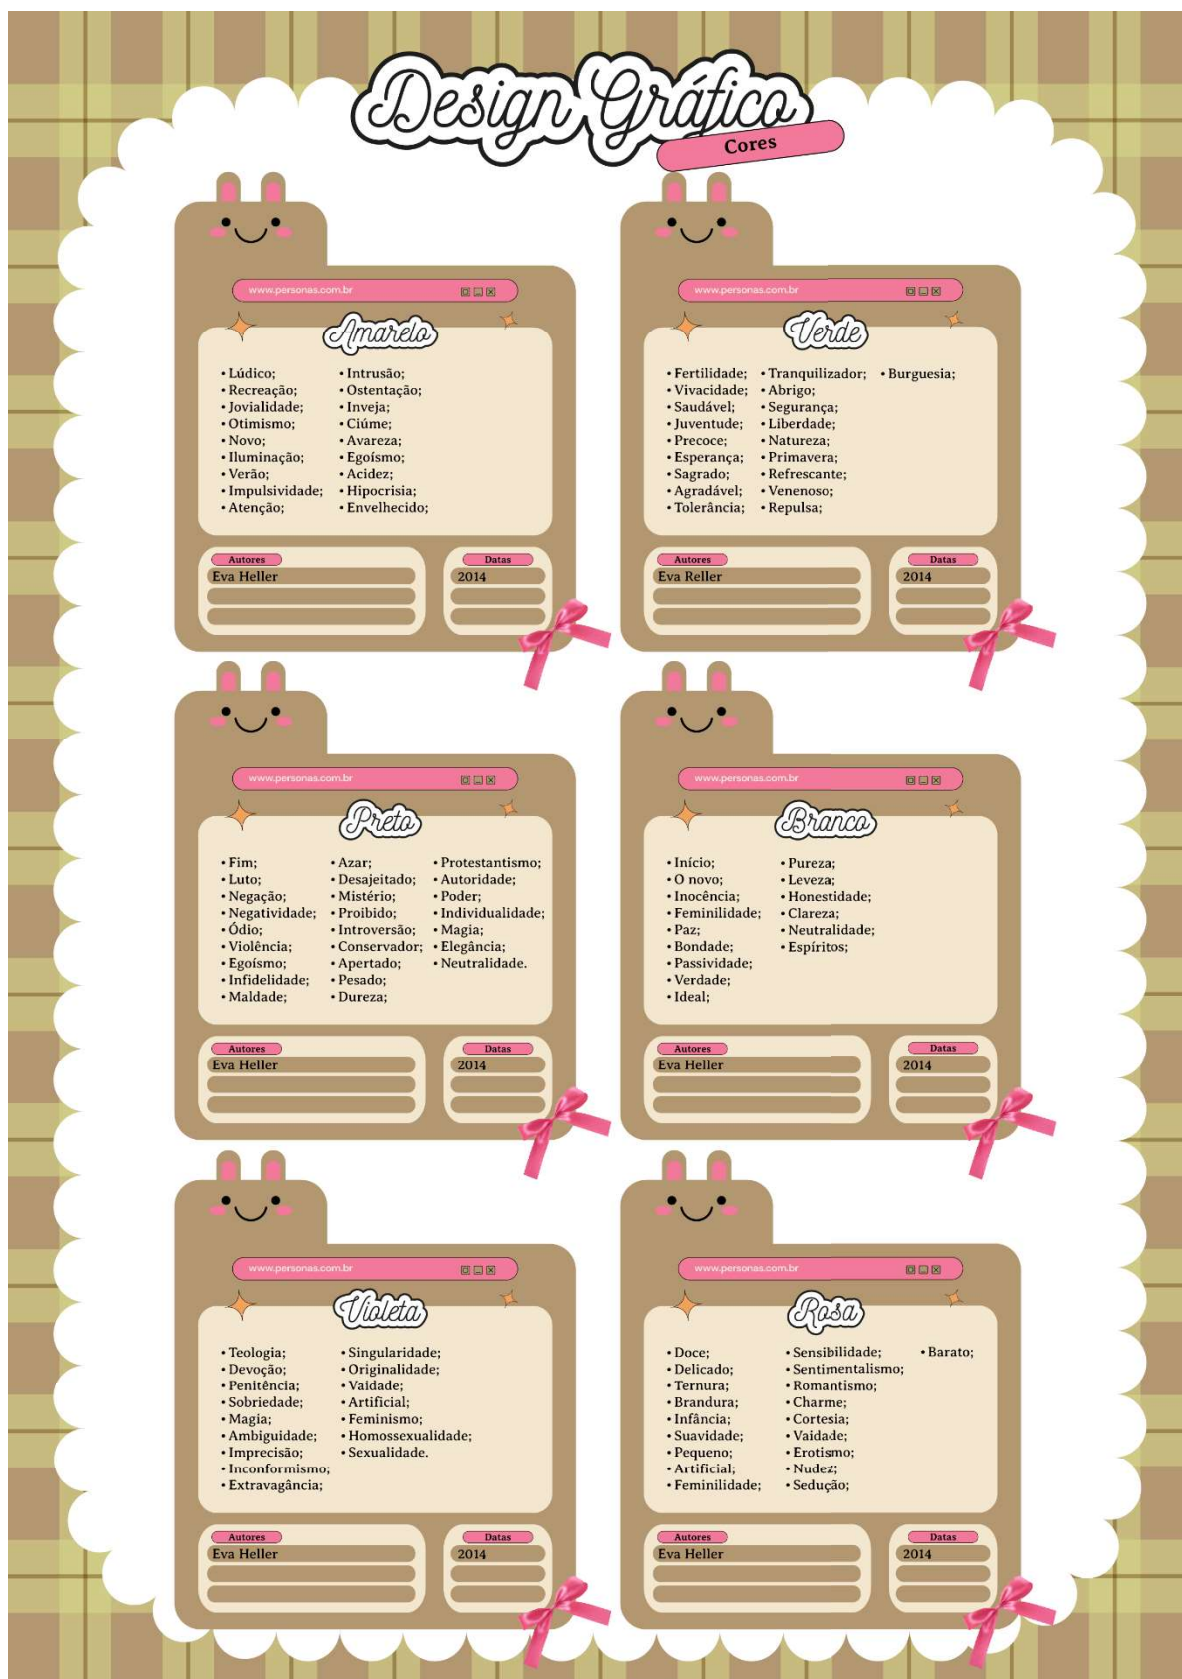 Design Gráfico
Cores
www.personas.com.br
Amarelo
• Lúdico;
• Recreação;
• Jovialidade;
• Otimismo;
• Novo;
• Iluminação;
• Verão;
• Impulsividade;
• Atenção;
• Intrusão;
• Ostentação;
• Inveja;
• Ciúme;
• Avareza;
• Egoísmo;
• Acidez;
• Hipocrisia;
• Envelhecido;
Autores
Eva Heller
Datas
2014
www.personas.com.br
Verde
• Fertilidade;
• Vivacidade;
• Saudável;
• Juventude;
• Precoce;
• Esperança;
• Sagrado;
• Agradável;
• Tolerância;
• Tranquilizador;
• Abrigo;
• Segurança;
• Liberdade;
• Natureza;
• Primavera;
• Refrescante;
• Venenoso;
• Repulsa;
• Burguesia;
Autores
Eva Reller
Datas
2014
www.personas.com.br
Preto
• Fim;
• Luto;
• Negação;
• Negatividade;
• Ódio;
• Violência;
• Egoísmo;
• Infidelidade;
• Maldade;
• Azar;
• Desajeitado;
• Mistério;
• Proibido;
• Introversão;
• Conservador;
• Apertado;
• Pesado;
• Dureza;
• Protestantismo;
• Autoridade;
• Poder;
• Individualidade;
• Magia;
• Elegância;
• Neutralidade.
Autores
Eva Heller
Datas
2014
www.personas.com.br
Branco
• Início;
• O novo;
• Inocência;
• Feminilidade;
• Paz;
• Bondade;
• Passividade;
• Verdade;
• Ideal;
• Pureza;
• Leveza;
• Honestidade;
• Clareza;
• Neutralidade;
• Espíritos;
Autores
Eva Heller
Datas
2014
www.personas.com.br
Violeta
• Teologia;
• Devoção;
• Penitência;
• Sobriedade;
• Magia;
• Ambiguidade;
• Imprecisão;
• Inconformismo;
• Extravagância;
• Singularidade;
• Originalidade;
• Vaidade;
• Artificial;
• Feminismo;
• Homossexualidade;
• Sexualidade.
Autores
Eva Heller
Datas
2014
www.personas.com.br
Rosa
• Doce;
• Delicado;
• Ternura;
• Brandura;
• Infância;
• Suavidade;
• Pequeno;
• Artificial;
• Feminilidade;
• Sensibilidade;
• Sentimentalismo;
• Romantismo;
• Charme;
• Cortesia;
• Vaidade;
• Erotismo;
• Nudez;
• Sedução;
• Barato;
Autores
Eva Heller
Datas
2014